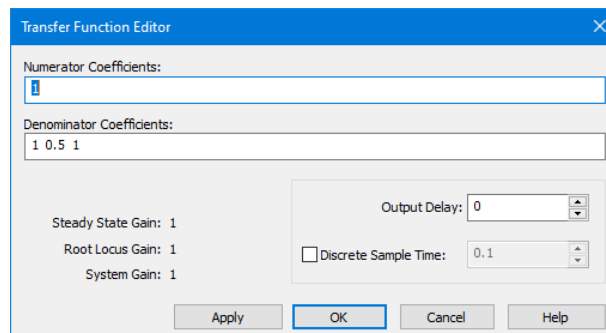 Transfer Function Editor
Numerator Coefficients:
1
Denominator Coefficients:
1 0.5 1
Steady State Gain: 1
Root Locus Gain: 1
System Gain: 1
Output Delay: 0
Discrete Sample Time: 0.1
Apply OK Cancel Help